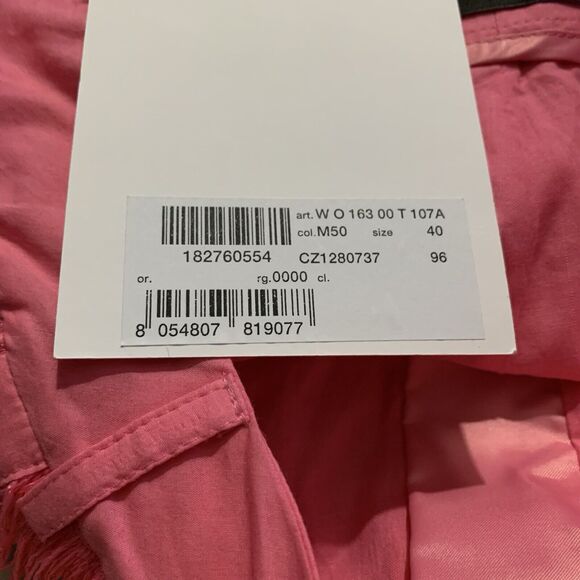 art. W O 163 00 T 107A
col. M50 size 40
182760554 CZ1280737 96
or. rg. 0000 cl.
8 054807 819077